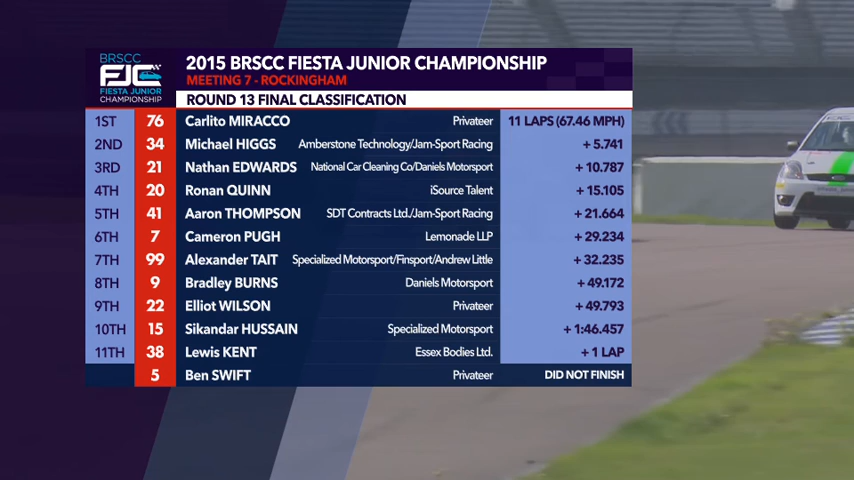 BRSCC
FJC
FIESTA JUNIOR
CHAMPIONSHIP
2015 BRSCC FIESTA JUNIOR CHAMPIONSHIP
MEETING 7 - ROCKINGHAM
ROUND 13 FINAL CLASSIFICATION
1ST 76 Carlito MIRACCO Privateer 11 LAPS (67.46 MPH)
2ND 34 Michael HIGGS Amberstone Technology/Jam-Sport Racing + 5.741
3RD 21 Nathan EDWARDS National Car Cleaning Co/Daniels Motorsport + 10.787
4TH 20 Ronan QUINN iSource Talent + 15.105
5TH 41 Aaron THOMPSON SDT Contracts Ltd./Jam-Sport Racing + 21.664
6TH 7 Cameron PUGH Lemonade LLP + 29.234
7TH 99 Alexander TAIT Specialized Motorsport/Finsport/Andrew Little + 32.235
8TH 9 Bradley BURNS Daniels Motorsport + 49.172
9TH 22 Elliot WILSON Privateer + 49.793
10TH 15 Sikandar HUSSAIN Specialized Motorsport + 1:46.457
11TH 38 Lewis KENT Essex Bodies Ltd. + 1 LAP
5 Ben SWIFT Privateer DID NOT FINISH